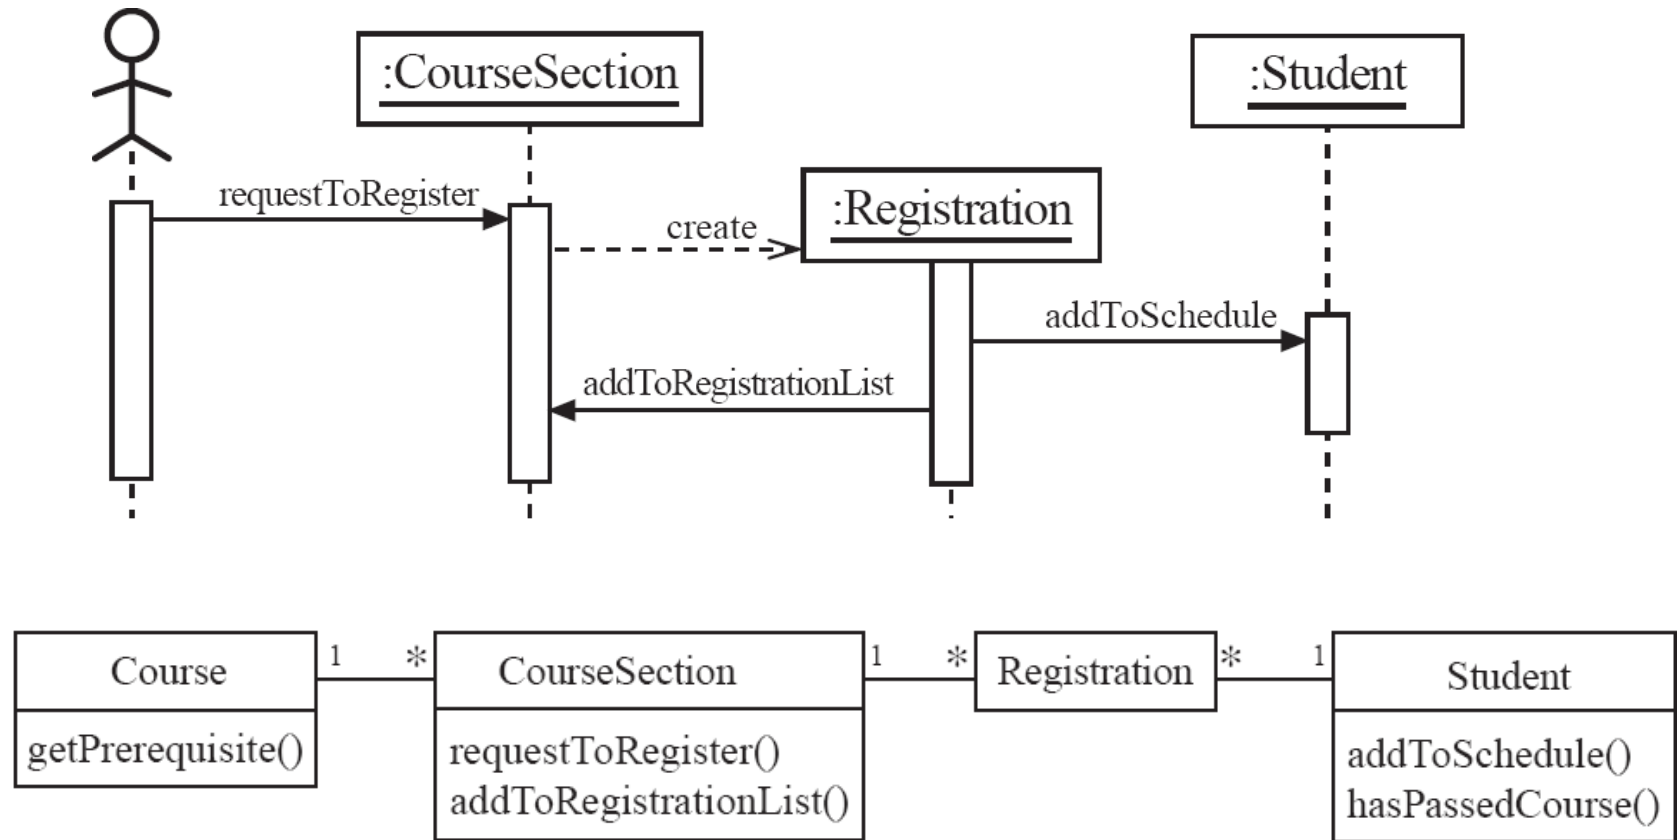 :CourseSection
:Student
requestToRegister
create
:Registration
addToSchedule
addToRegistrationList
Course
1
*
CourseSection
1
*
Registration
*
1
Student
getPrerequisite()
requestToRegister()
addToRegistrationList()
addToSchedule()
hasPassedCourse()